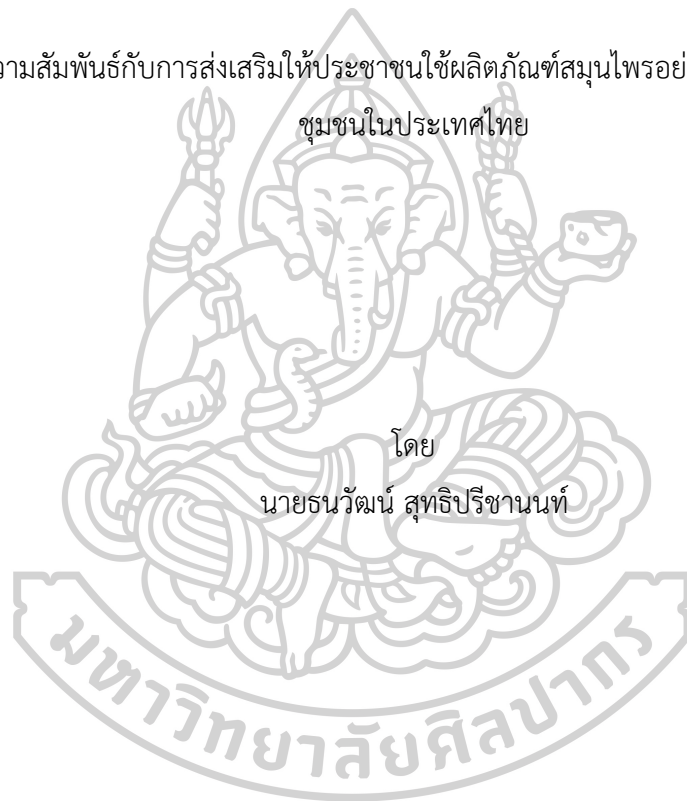 วามสัมพันธ์กับการส่งเสริมให้ประชาชนใช้ผลิตภัณฑ์สมุนไพรอย่
ชุมชนในประเทศไทย
โดย
นายธนวัฒน์ สุทธิปรีชานนท์
มหาวิทยาลัยศิลปากร